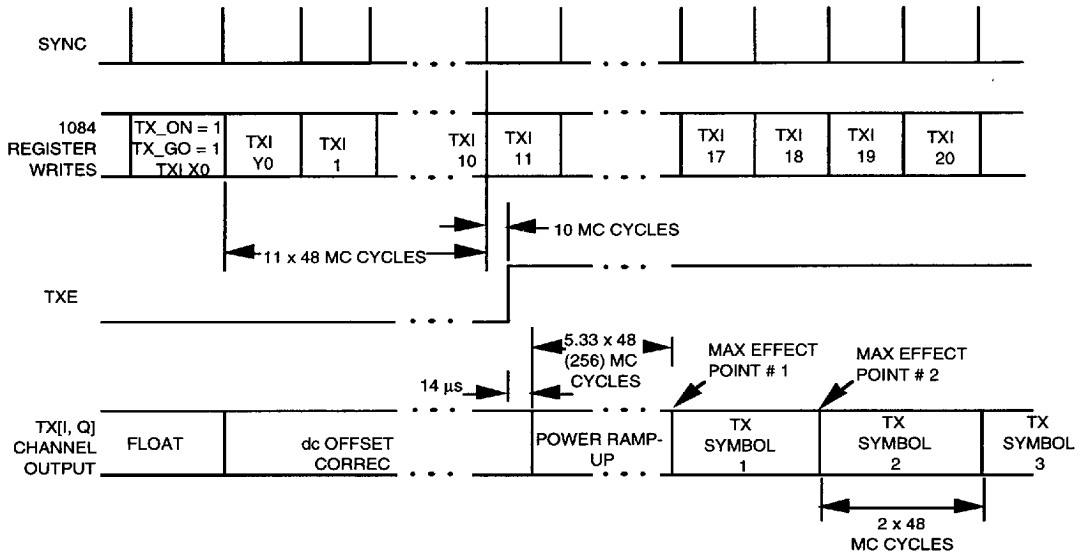 SYNC
1084
REGISTER
WRITES
TX_ON = 1
TX_GO = 1
TXI X0
TXI
Y0
TXI
1
TXI
10
TXI
11
TXI
17
TXI
18
TXI
19
TXI
20
10 MC CYCLES
11 x 48 MC CYCLES
TXE
5.33 x 48
(256) MC
CYCLES
14 µs
MAX EFFECT
POINT # 1
MAX EFFECT
POINT # 2
TX[I, Q]
CHANNEL
OUTPUT
FLOAT
dc OFFSET
CORREC
POWER RAMP-
UP
TX
SYMBOL
1
TX
SYMBOL
2
TX
SYMBOL
3
2 x 48
MC CYCLES